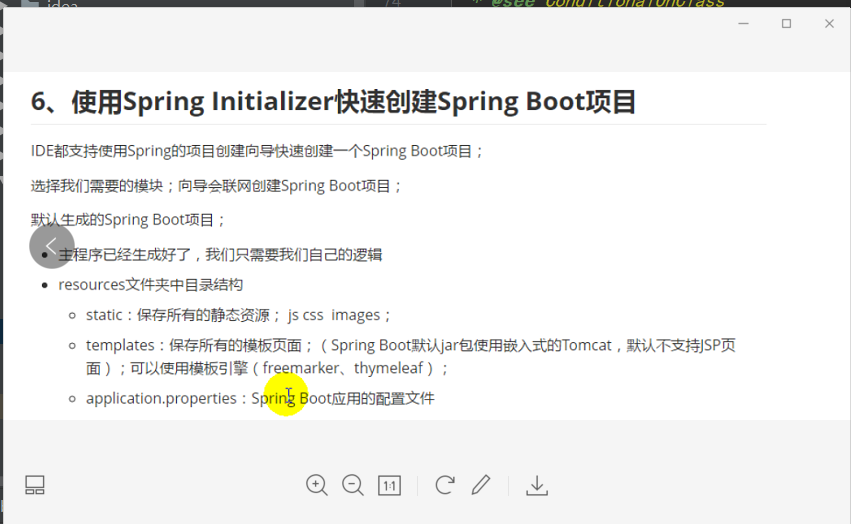 idea
74
* @see ConditionalOnClass
6、使用Spring Initializer快速创建Spring Boot项目
IDE都支持使用Spring的项目创建向导快速创建一个Spring Boot项目；
选择我们需要的模块；向导会联网创建Spring Boot项目；
默认生成的Spring Boot项目；
主程序已经生成好了，我们只需要我们自己的逻辑
resources文件夹中目录结构
static：保存所有的静态资源； js css images；
templates：保存所有的模板页面；（Spring Boot默认jar包使用嵌入式的Tomcat，默认不支持JSP页
面）；可以使用模板引擎（freemarker、thymeleaf）；
application.properties：Spring Boot应用的配置文件
1:1